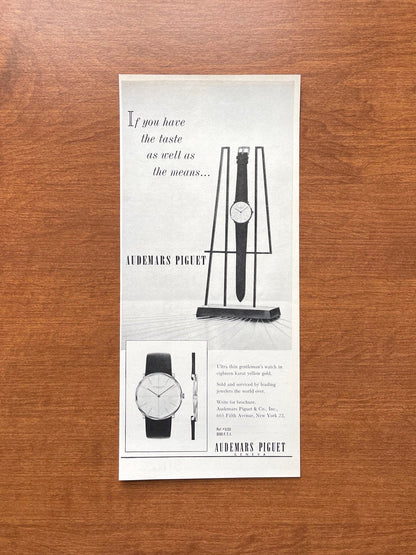 If you have
the taste
as well as
the means...
AUDEMARS PIGUET
Ultra thin gentleman's watch in
eighteen karat yellow gold.
Sold and serviced by leading
jewelers the world over.
Write for brochure.
Audemars Piguet & Co., Inc.,
665 Fifth Avenue, New York 22.
AUDEMARS PIGUET
GENEVA